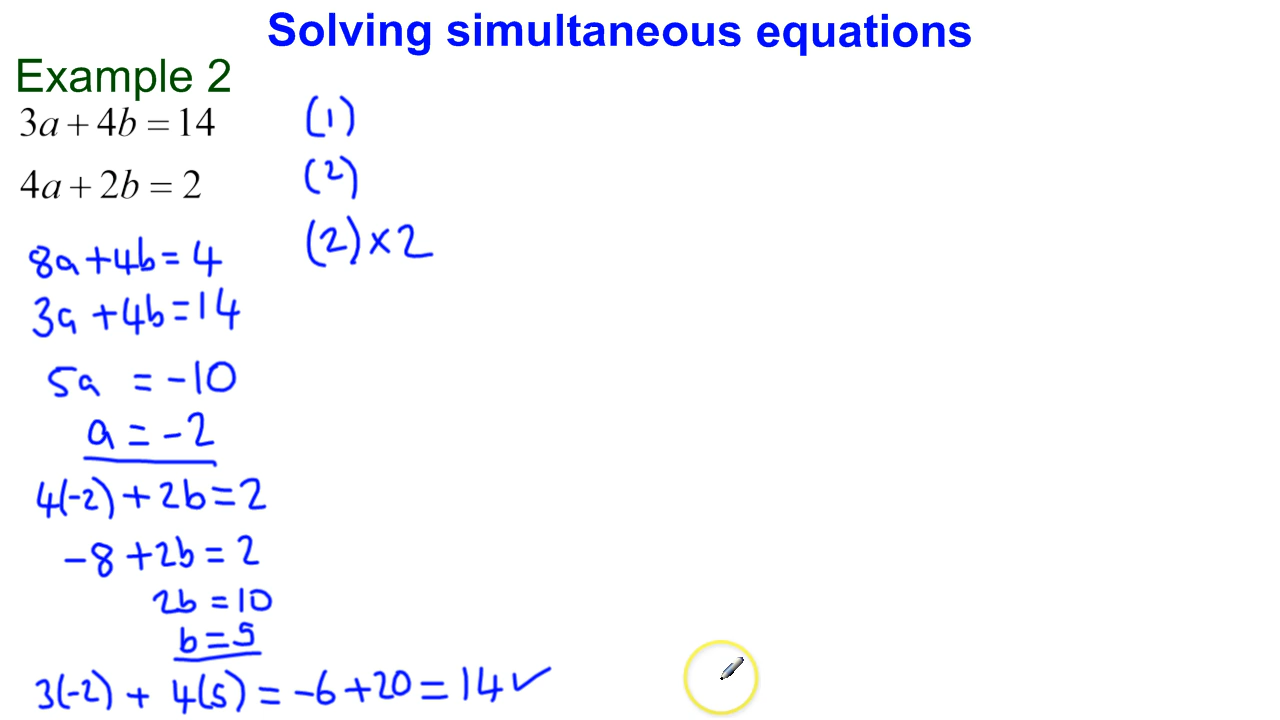 Solving simultaneous equations
Example 2
3a + 4b = 14 (1)
4a + 2b = 2 (2)
8a + 4b = 4 (2) × 2
3a + 4b = 14
5a = -10
a = -2
4(-2) + 2b = 2
-8 + 2b = 2
2b = 10
b = 5
3(-2) + 4(5) = -6 + 20 = 14 ✓